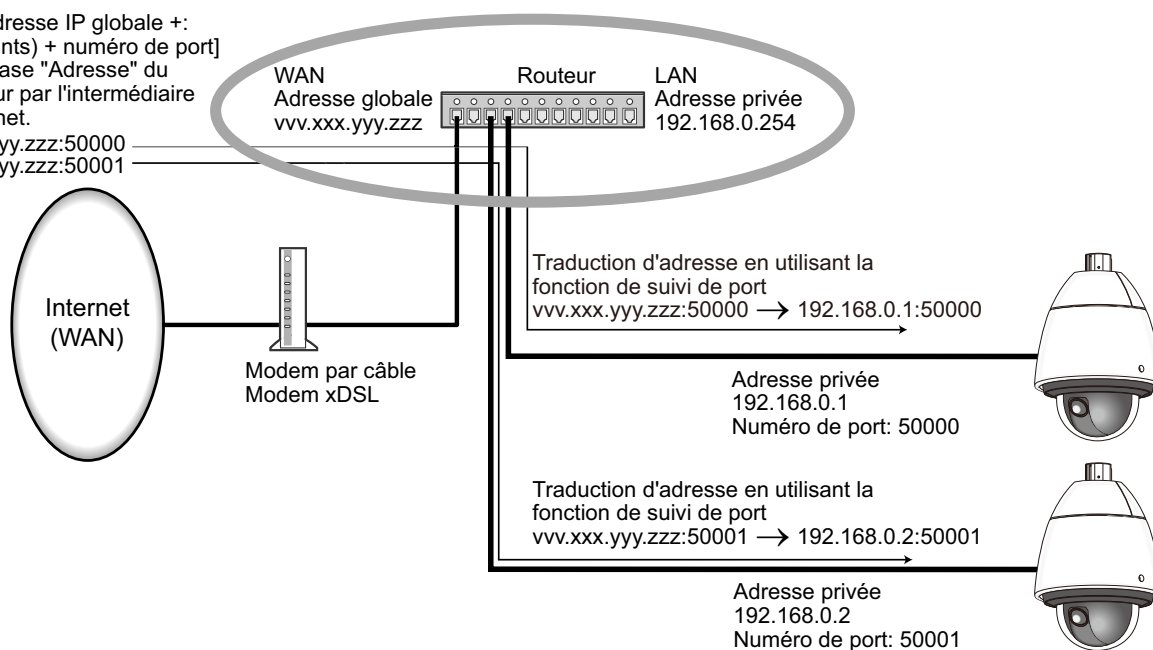 dresse IP globale +:
nts) + numéro de port]
ase "Adresse" du
ur par l'intermédiaire
net.
yy.zzz:50000
yy.zzz:50001
WAN
Adresse globale
vvv.xxx.yyy.zzz
Routeur
LAN
Adresse privée
192.168.0.254
Internet
(WAN)
Modem par câble
Modem xDSL
Traduction d'adresse en utilisant la
fonction de suivi de port
vvv.xxx.yyy.zzz:50000 → 192.168.0.1:50000
Adresse privée
192.168.0.1
Numéro de port: 50000
Traduction d'adresse en utilisant la
fonction de suivi de port
vvv.xxx.yyy.zzz:50001 → 192.168.0.2:50001
Adresse privée
192.168.0.2
Numéro de port: 50001